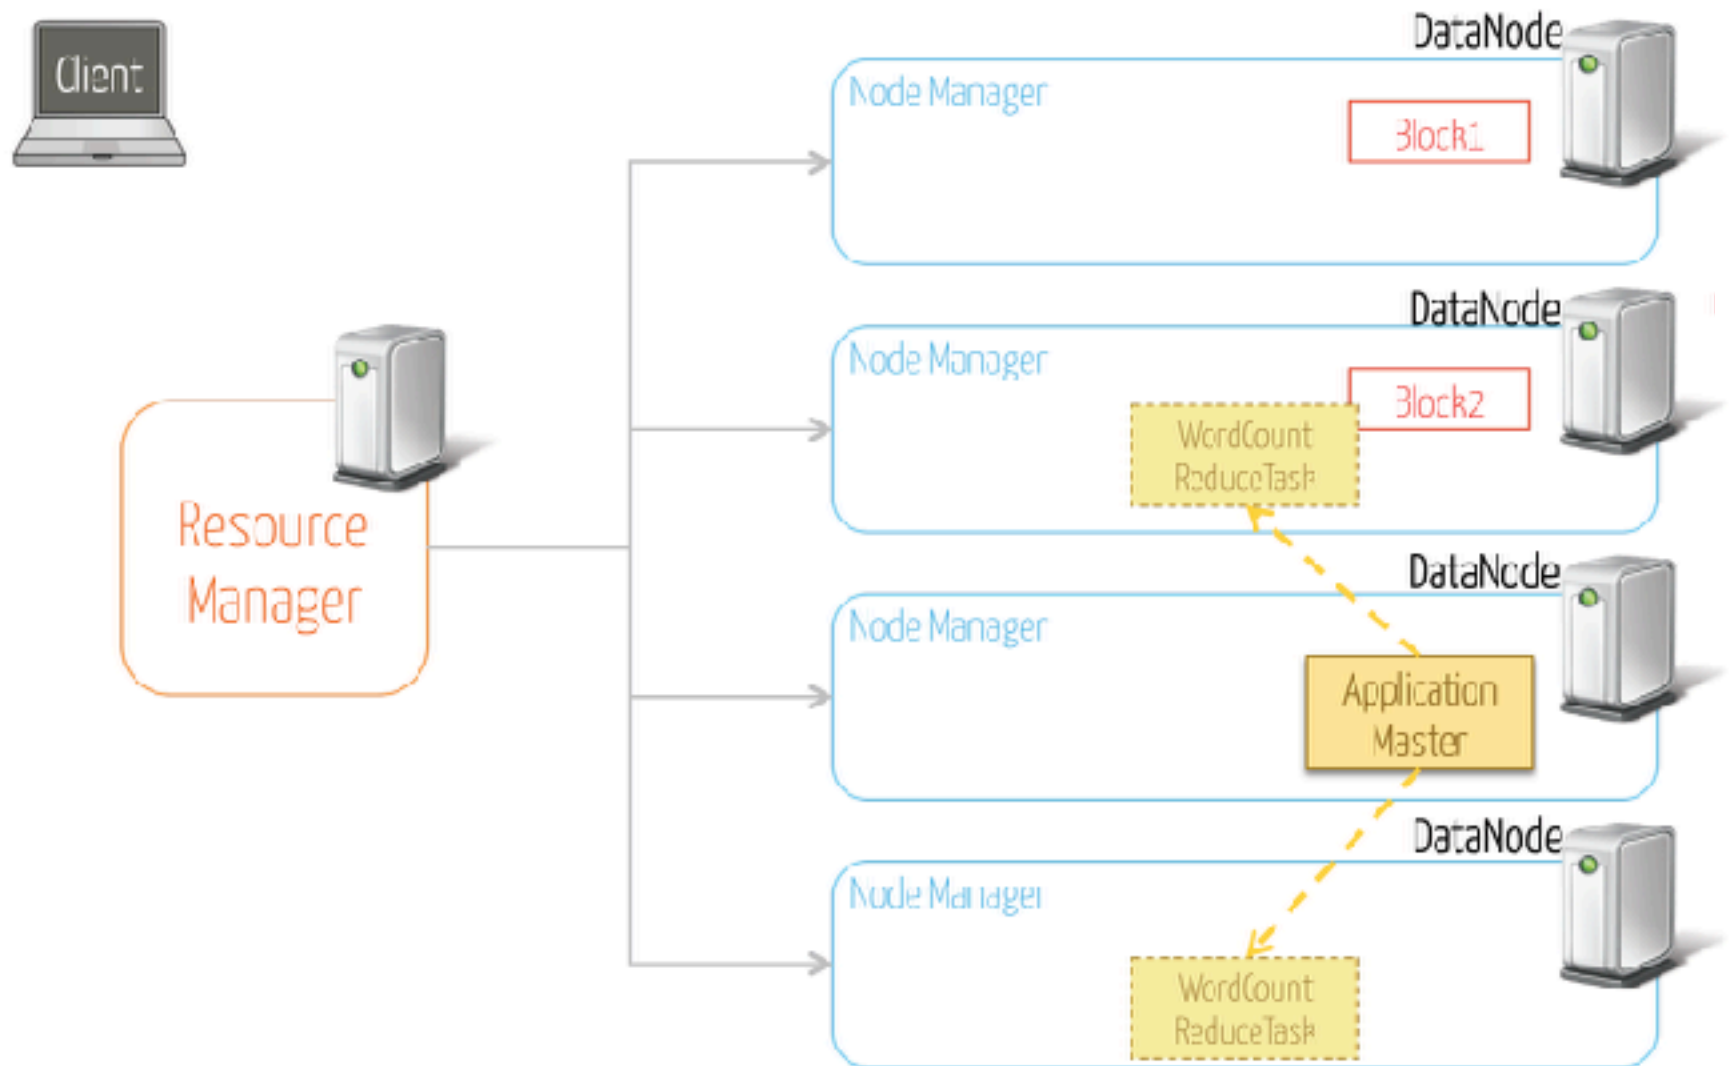 Client
DataNode
Node Manager
Block1
DataNode
Node Manager
Block2
WordCount
ReduceTask
Resource
Manager
DataNode
Node Manager
Application
Master
DataNode
Node Manager
WordCount
ReduceTask